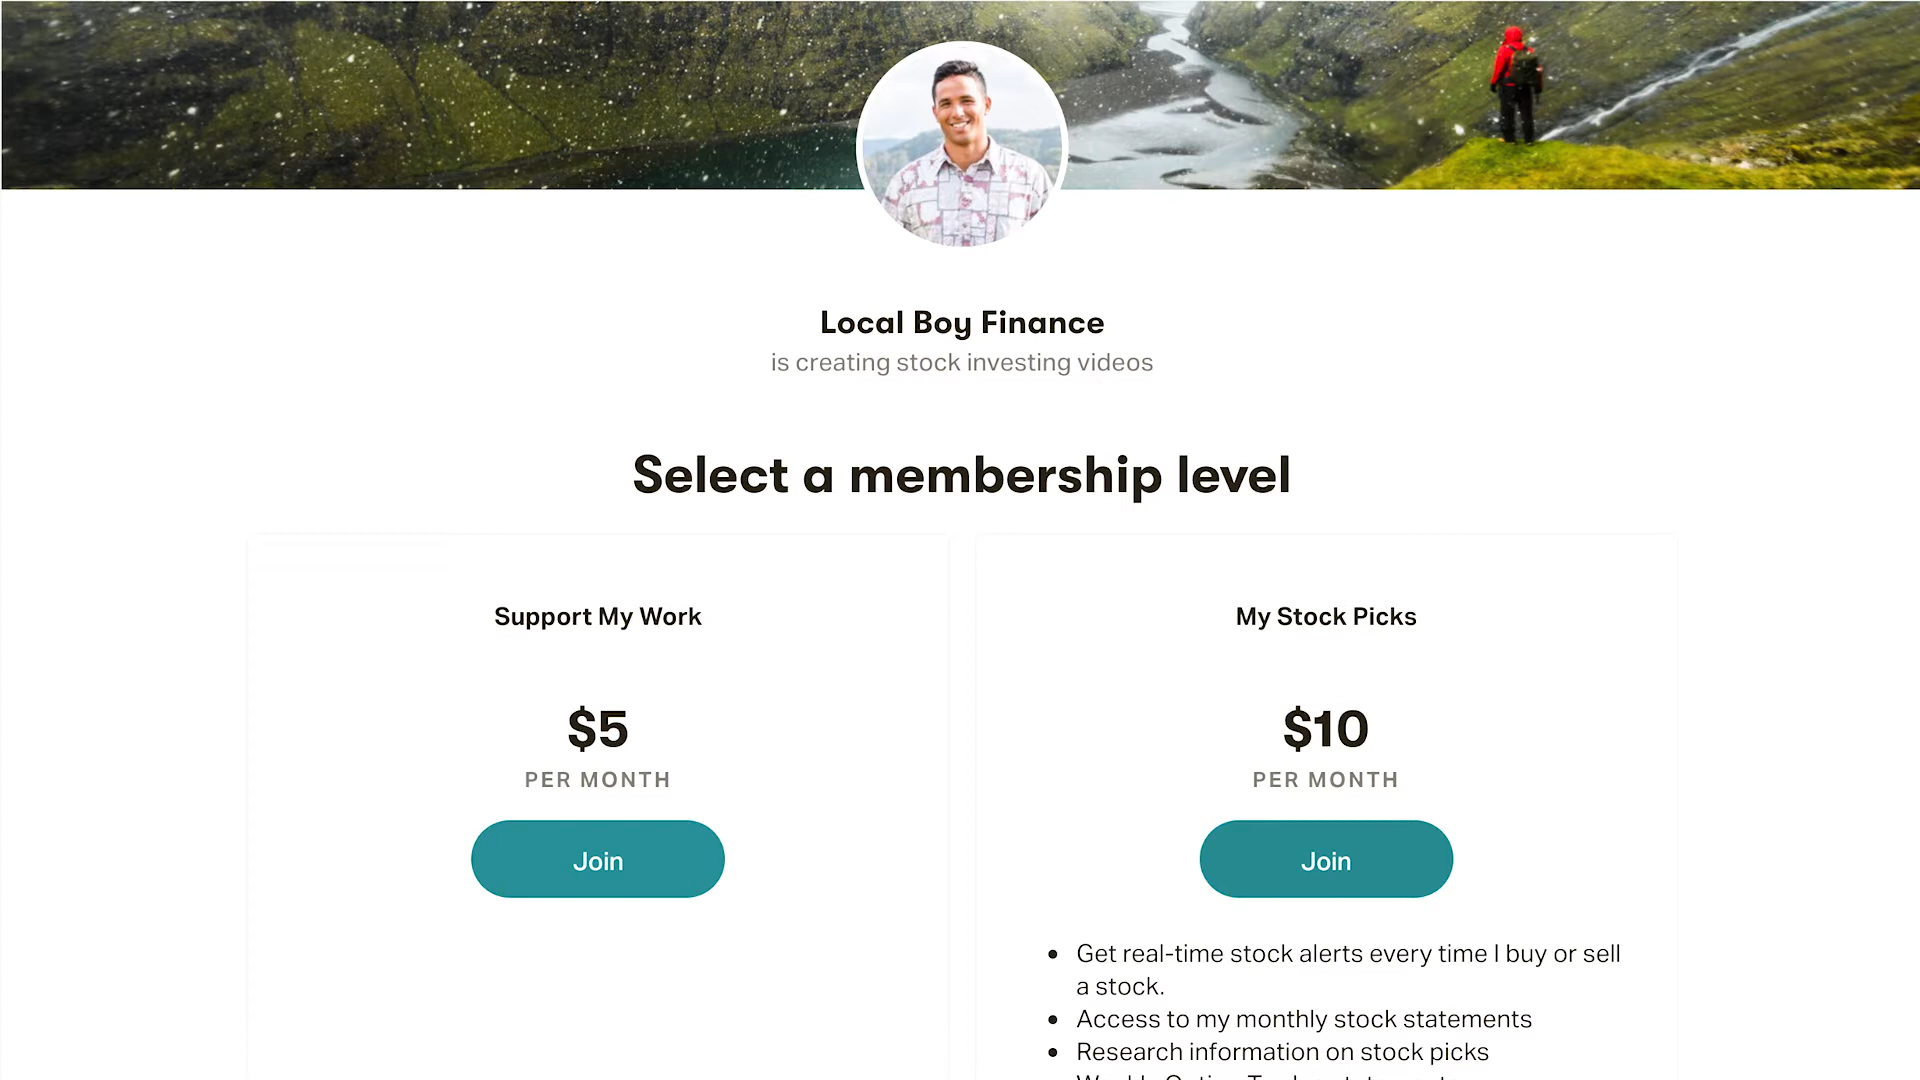 Local Boy Finance
is creating stock investing videos
Select a membership level
Support My Work
$5
PER MONTH
Join
My Stock Picks
$10
PER MONTH
Join
• Get real-time stock alerts every time I buy or sell
a stock.
• Access to my monthly stock statements
• Research information on stock picks